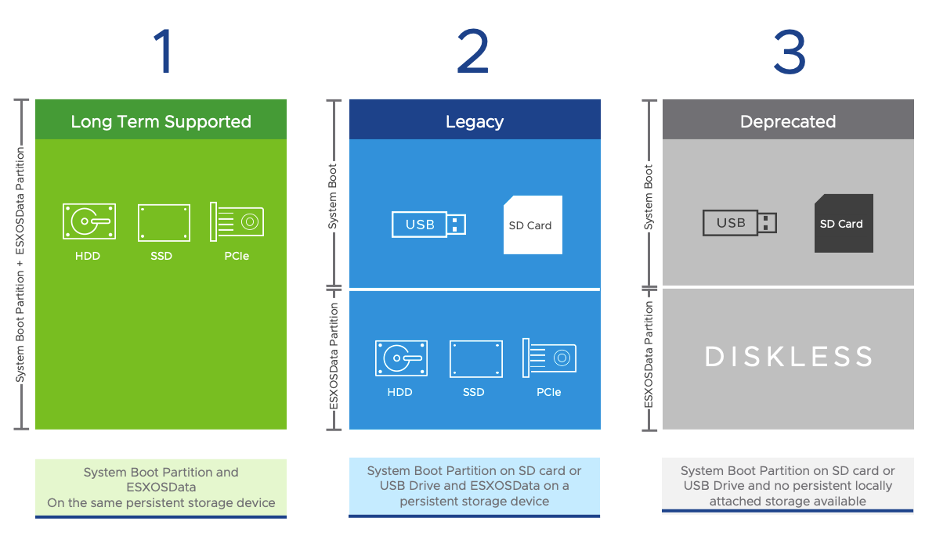 1
2
3
Long Term Supported
Legacy
Deprecated
System Boot Partition + ESXOSData Partition
HDD
SSD
PCIe
System Boot
USB
SD Card
ESXOSData Partition
HDD
SSD
PCIe
System Boot
USB
SD Card
ESXOSData Partition
DISKLESS
System Boot Partition and
ESXOSData
On the same persistent storage device
System Boot Partition on SD card or
USB Drive and ESXOSData on a
persistent storage device
System Boot Partition on SD card or
USB Drive and no persistent locally
attached storage available